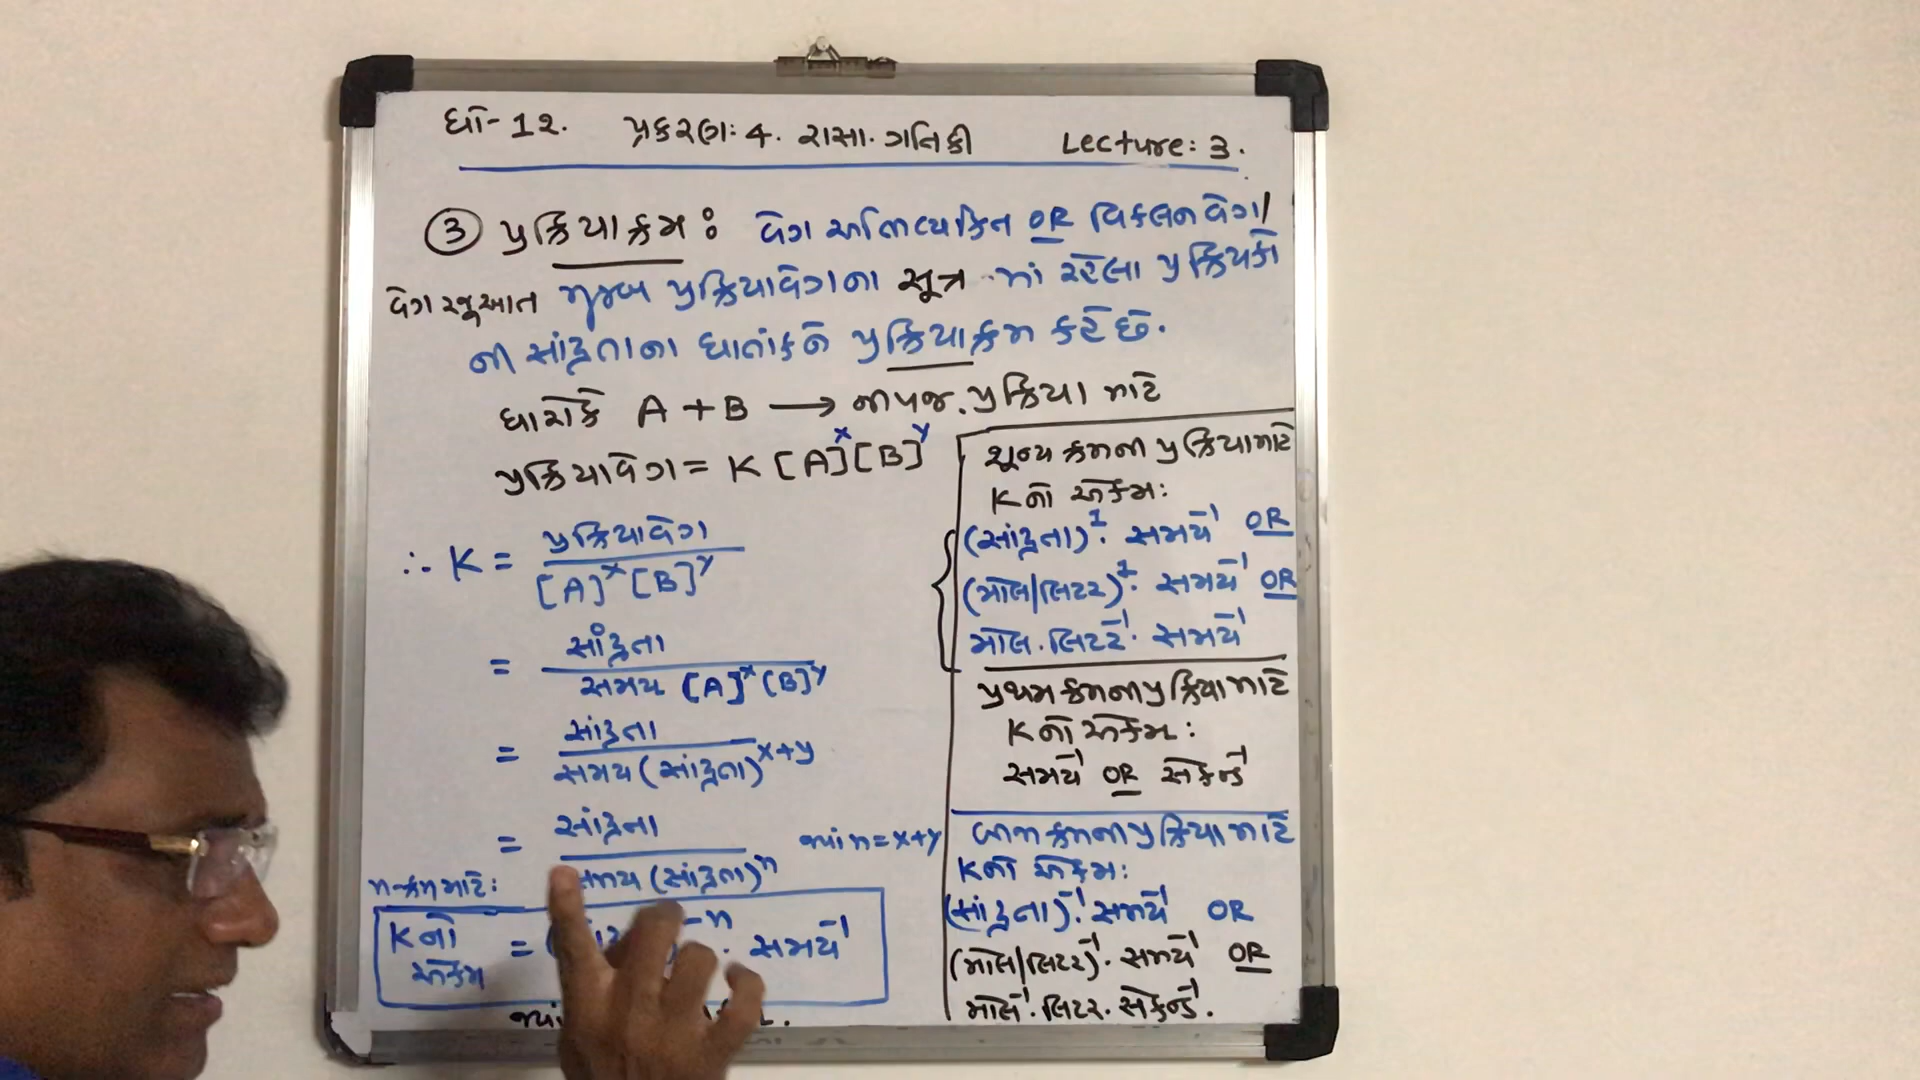 ધો-12. પ્રકરણ: 4. રાસા. ગતિકી Lecture: 3.
③ પ્રક્રિયાક્રમ : વેગ અભિવ્યક્તિ OR વિકલન વેગ/
વેગ રજૂઆત મુજબ પ્રક્રિયાવેગના સૂત્ર માં રહેલા પ્રક્રિયકો
ની સાંદ્રતાના ઘાતાંકને પ્રક્રિયાક્રમ કહે છે.
ધારોકે A + B → નીપજ. પ્રક્રિયા માટે
પ્રક્રિયાવેગ = K [A]^x [B]^y
∴ K = પ્રક્રિયાવેગ
[A]^x [B]^y
= સાંદ્રતા
સમય [A]^x [B]^y
= સાંદ્રતા
સમય (સાંદ્રતા)^x+y
= સાંદ્રતા જ્યાં n = x+y
સમય (સાંદ્રતા)^n
n-ક્રમ માટે:
K નો = ^-n . સમય^-1
એકમ
શૂન્ય ક્રમની પ્રક્રિયા માટે
K નો એકમ:
(સાંદ્રતા)^1. સમય^-1 OR
(મોલ/લિટર)^1. સમય^-1 OR
મોલ . લિટર^-1. સમય^-1
પ્રથમ ક્રમની પ્રક્રિયા માટે
K નો એકમ :
સમય^-1 OR સેકન્ડ^-1
દ્વિતીય ક્રમની પ્રક્રિયા માટે
K નો એકમ:
(સાંદ્રતા)^-1. સમય^-1 OR
(મોલ/લિટર)^-1. સમય^-1 OR
મોલ^-1. લિટર. સેકન્ડ^-1.